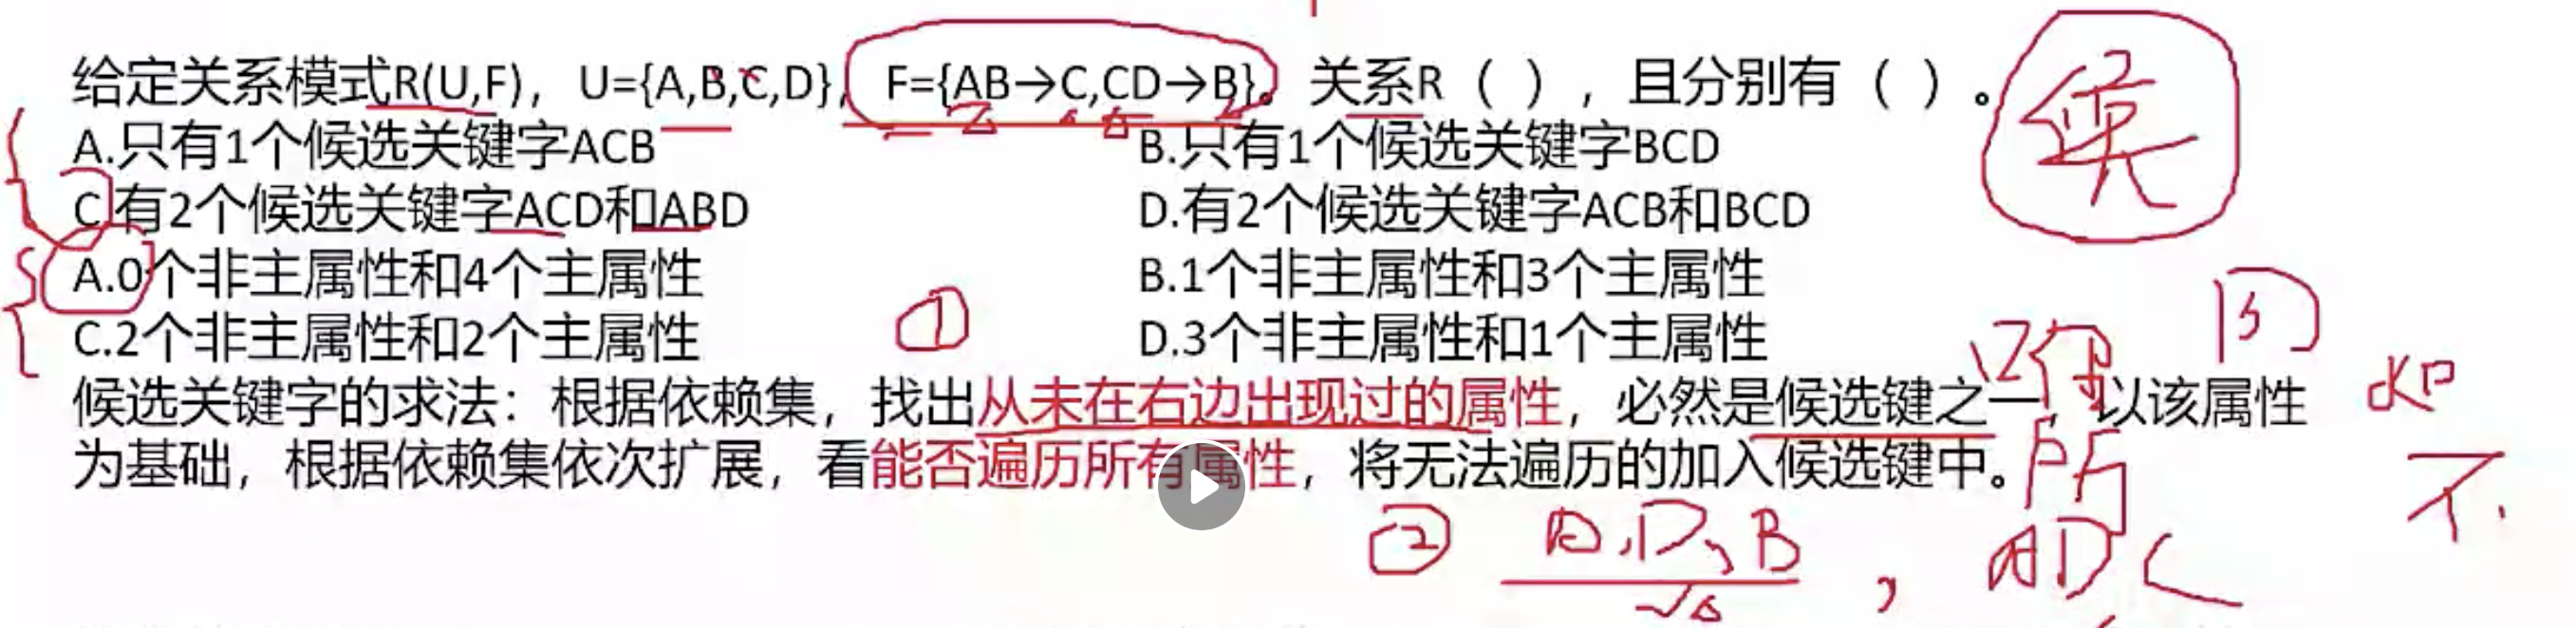 给定关系模式R(U,F)，U={A,B,C,D}，F={AB→C,CD→B}。关系R（ ），且分别有（ ）。
A.只有1个候选关键字ACB B.只有1个候选关键字BCD
C.有2个候选关键字ACD和ABD D.有2个候选关键字ACB和BCD
A.0个非主属性和4个主属性 B.1个非主属性和3个主属性
C.2个非主属性和2个主属性 D.3个非主属性和1个主属性
①
候选关键字的求法：根据依赖集，找出从未在右边出现过的属性，必然是候选键之一，以该属性
为基础，根据依赖集依次扩展，看能否遍历所有属性，将无法遍历的加入候选键中。
② A,D,B , ADC